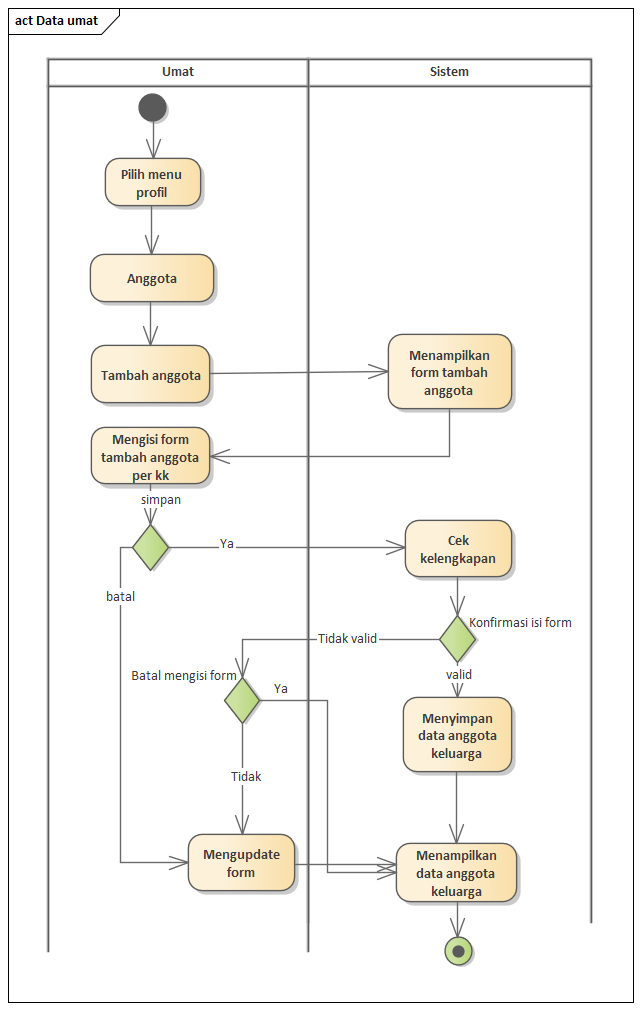 act Data umat
Umat
Sistem
Pilih menu
profil
Anggota
Tambah anggota
Menampilkan
form tambah
anggota
Mengisi form
tambah anggota
per kk
simpan
Ya
batal
Cek
kelengkapan
Konfirmasi isi form
Tidak valid
valid
Batal mengisi form
Ya
Tidak
Menyimpan
data anggota
keluarga
Mengupdate
form
Menampilkan
data anggota
keluarga